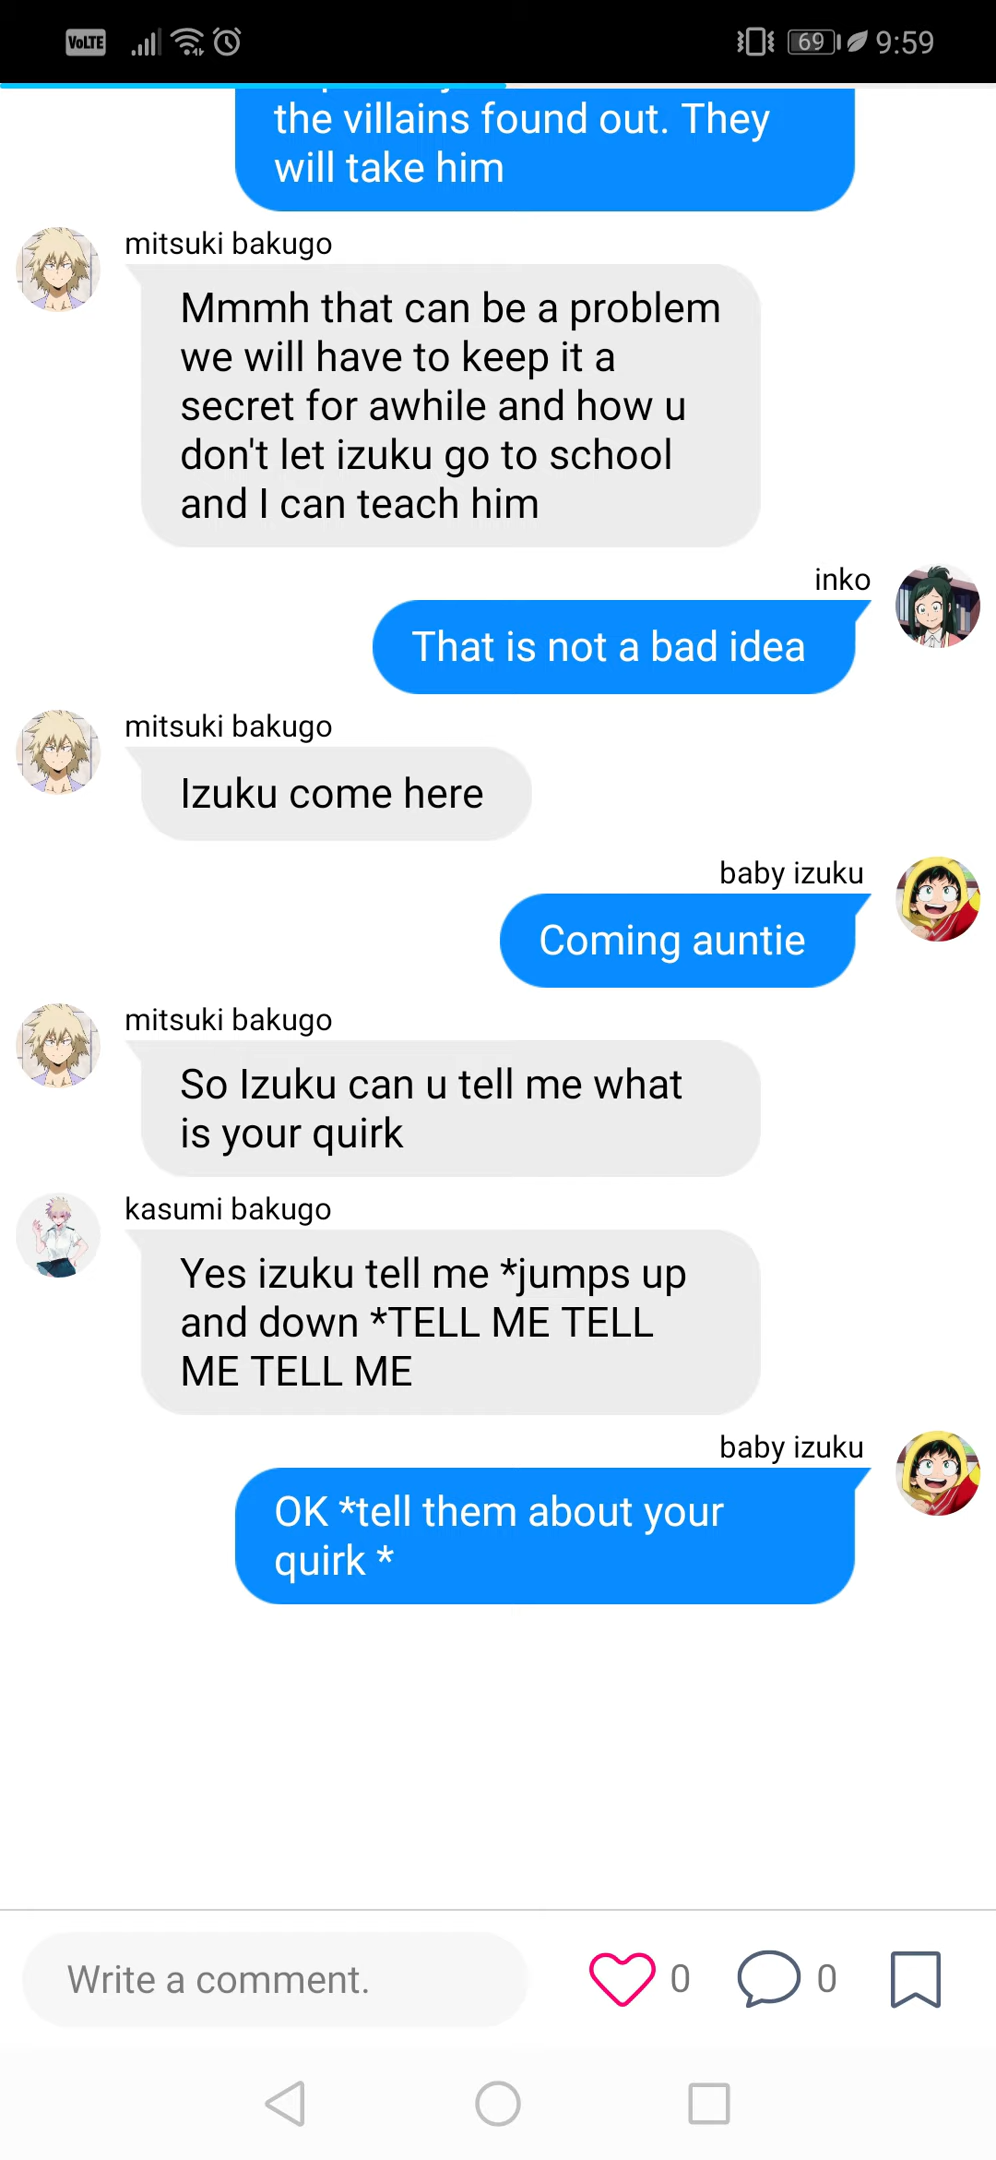 VoLTE
69
9:59
the villains found out. They
will take him
mitsuki bakugo
Mmmh that can be a problem
we will have to keep it a
secret for awhile and how u
don't let izuku go to school
and I can teach him
inko
That is not a bad idea
mitsuki bakugo
Izuku come here
baby izuku
Coming auntie
mitsuki bakugo
So Izuku can u tell me what
is your quirk
kasumi bakugo
Yes izuku tell me *jumps up
and down *TELL ME TELL
ME TELL ME
baby izuku
OK *tell them about your
quirk *
Write a comment.
0
0